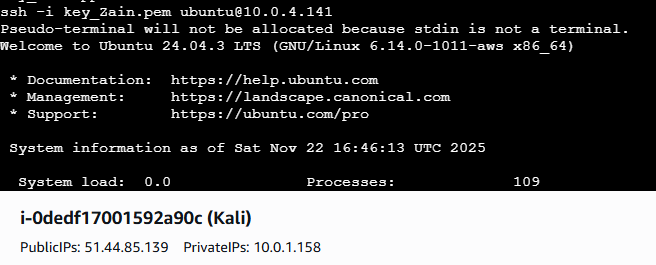 ssh -i key_Zain.pem ubuntu@10.0.4.141
Pseudo-terminal will not be allocated because stdin is not a terminal.
Welcome to Ubuntu 24.04.3 LTS (GNU/Linux 6.14.0-1011-aws x86_64)
* Documentation: https://help.ubuntu.com
* Management: https://landscape.canonical.com
* Support: https://ubuntu.com/pro
System information as of Sat Nov 22 16:46:13 UTC 2025
System load: 0.0 Processes: 109
i-0dedf17001592a90c (Kali)
PublicIPs: 51.44.85.139 PrivateIPs: 10.0.1.158